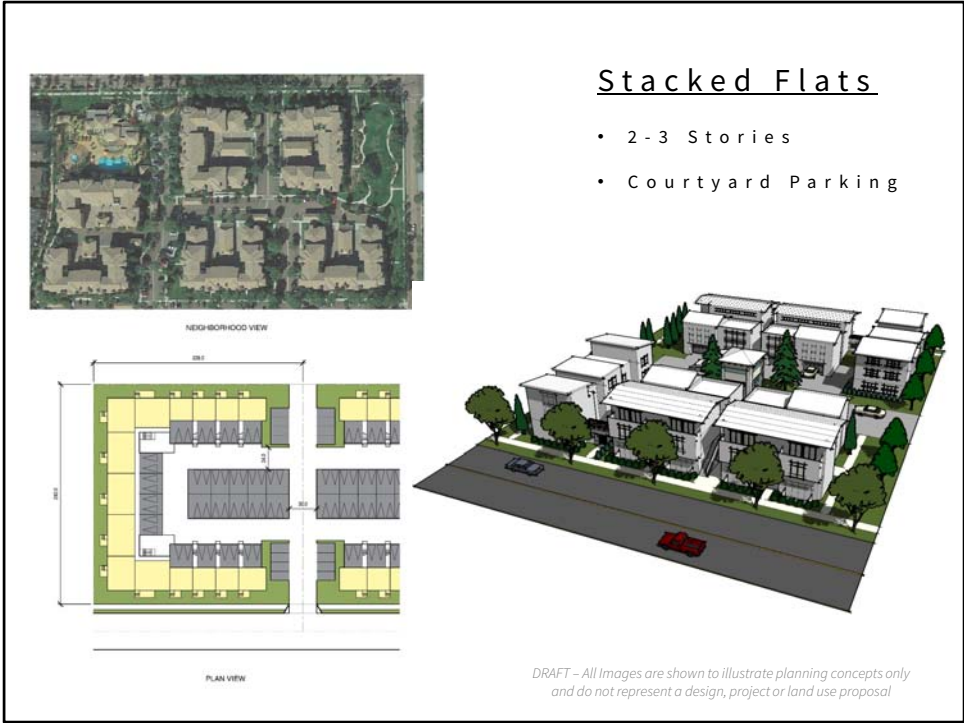 Stacked Flats
• 2-3 Stories
• Courtyard Parking
NEIGHBORHOOD VIEW
PLAN VIEW
DRAFT – All Images are shown to illustrate planning concepts only
and do not represent a design, project or land use proposal